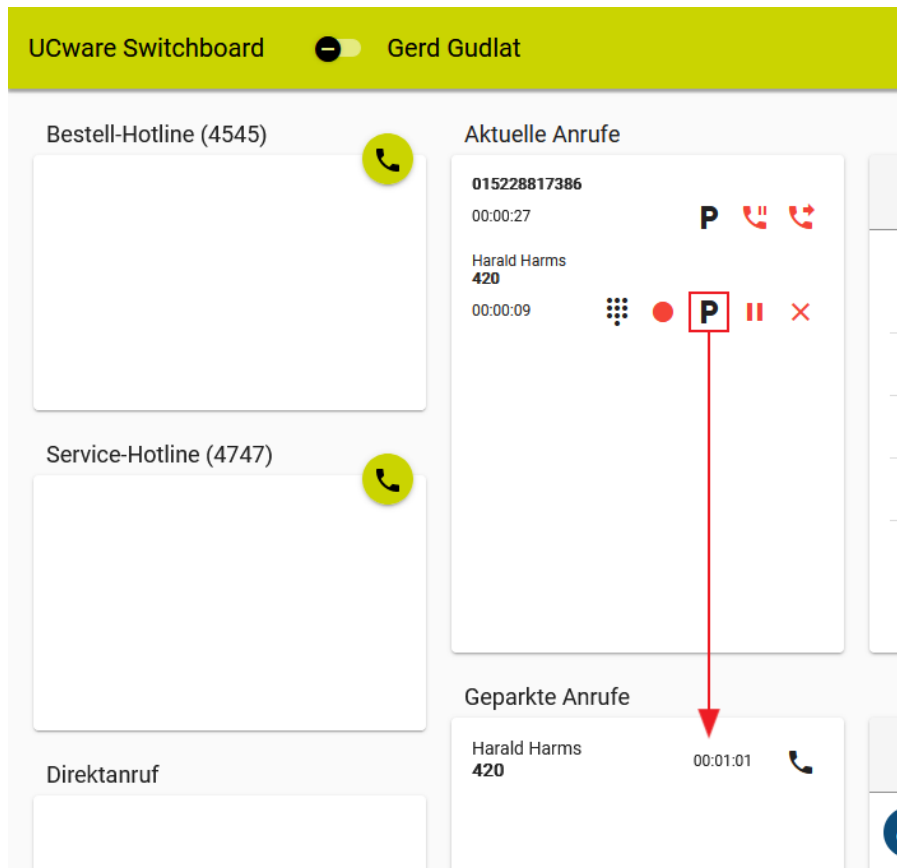 UCware Switchboard
Gerd Gudlat
Bestell-Hotline (4545)
Service-Hotline (4747)
Direktanruf
Aktuelle Anrufe
015228817386
00:00:27
P
Harald Harms
420
00:00:09
P
Geparkte Anrufe
Harald Harms
420
00:01:01